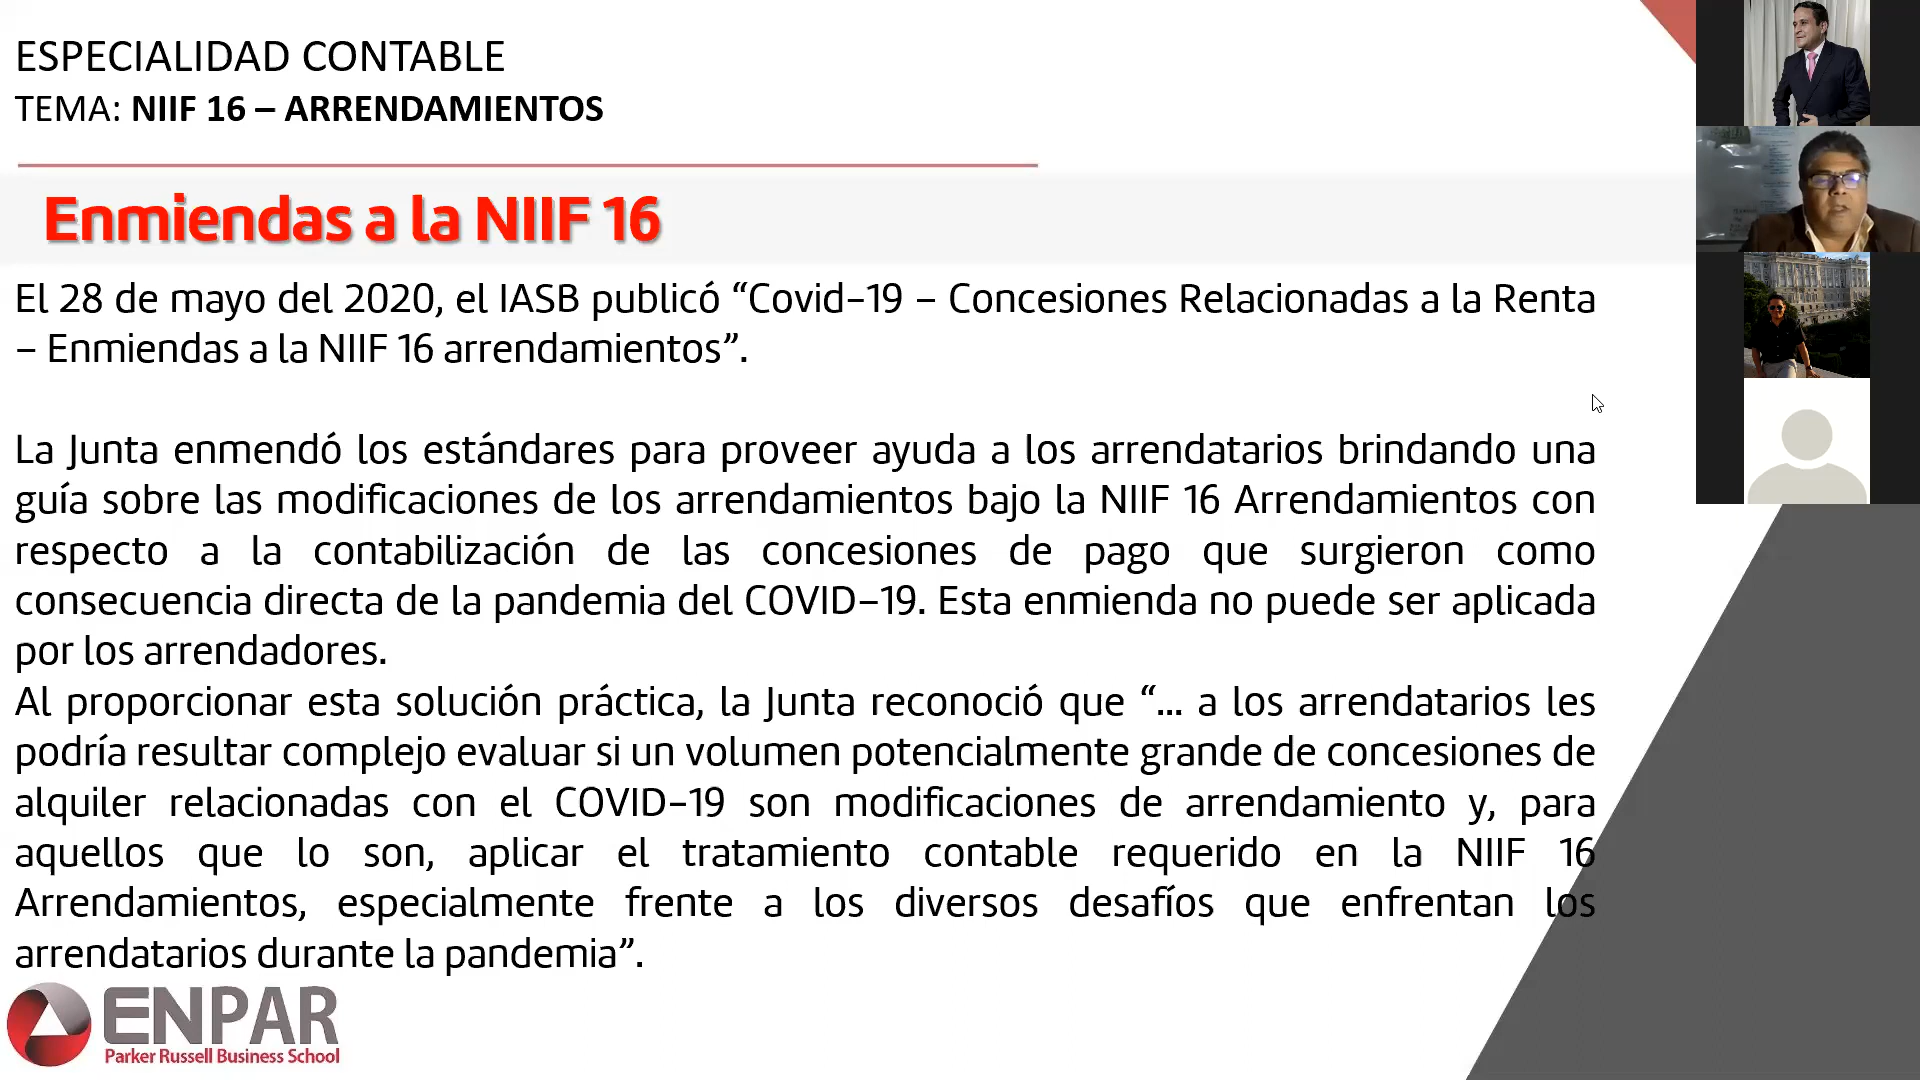 ESPECIALIDAD CONTABLE
TEMA: NIIF 16 – ARRENDAMIENTOS
Enmiendas a la NIIF 16
El 28 de mayo del 2020, el IASB publicó “Covid–19 – Concesiones Relacionadas a la Renta
– Enmiendas a la NIIF 16 arrendamientos”.
La Junta enmendó los estándares para proveer ayuda a los arrendatarios brindando una
guía sobre las modificaciones de los arrendamientos bajo la NIIF 16 Arrendamientos con
respecto a la contabilización de las concesiones de pago que surgieron como
consecuencia directa de la pandemia del COVID–19. Esta enmienda no puede ser aplicada
por los arrendadores.
Al proporcionar esta solución práctica, la Junta reconoció que “... a los arrendatarios les
podría resultar complejo evaluar si un volumen potencialmente grande de concesiones de
alquiler relacionadas con el COVID–19 son modificaciones de arrendamiento y, para
aquellos que lo son, aplicar el tratamiento contable requerido en la NIIF 16
Arrendamientos, especialmente frente a los diversos desafíos que enfrentan los
arrendatarios durante la pandemia”.
ENPAR
Parker Russell Business School